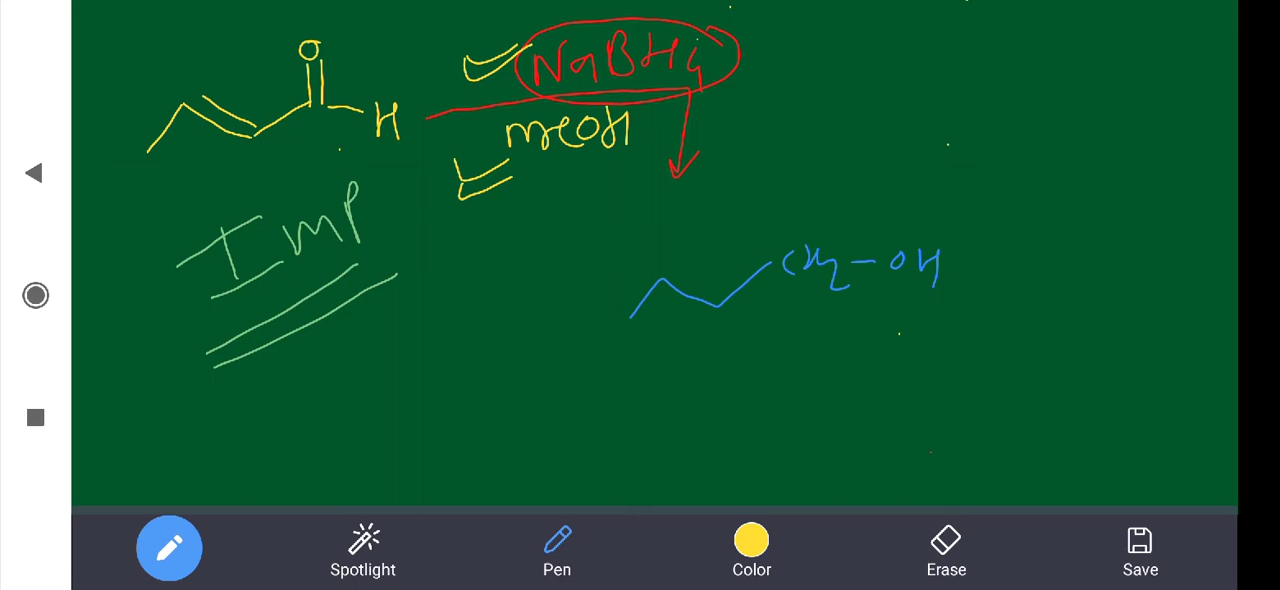 O
NaBH4
H
meOH
Imp
CH2-OH
Spotlight
Pen
Color
Erase
Save